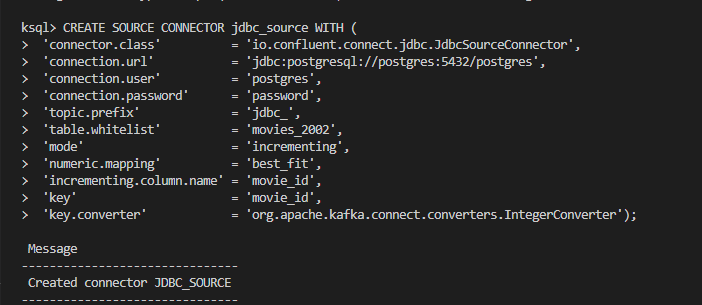 ksql> CREATE SOURCE CONNECTOR jdbc_source WITH (
>  'connector.class'          = 'io.confluent.connect.jdbc.JdbcSourceConnector',
>  'connection.url'           = 'jdbc:postgresql://postgres:5432/postgres',
>  'connection.user'          = 'postgres',
>  'connection.password'      = 'password',
>  'topic.prefix'             = 'jdbc_',
>  'table.whitelist'          = 'movies_2002',
>  'mode'                     = 'incrementing',
>  'numeric.mapping'          = 'best_fit',
>  'incrementing.column.name' = 'movie_id',
>  'key'                      = 'movie_id',
>  'key.converter'            = 'org.apache.kafka.connect.converters.IntegerConverter');
 Message
-------------------------------
 Created connector JDBC_SOURCE
-------------------------------